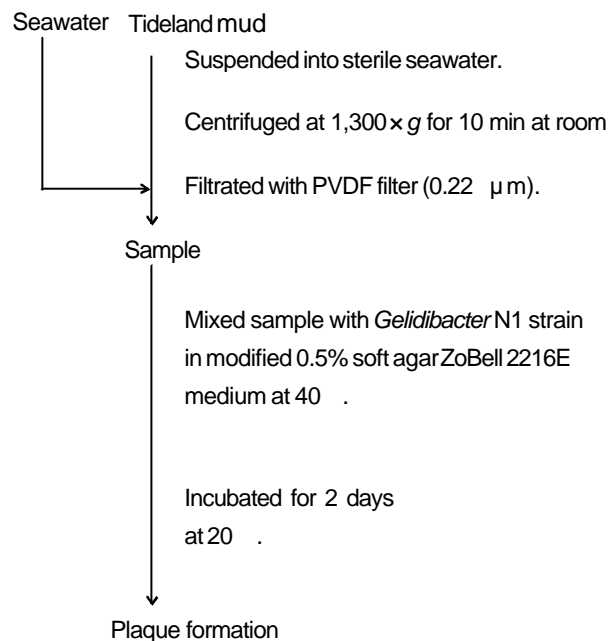 Seawater Tideland mud
Suspended into sterile seawater.
Centrifuged at 1,300 × g for 10 min at room
Filtrated with PVDF filter (0.22 μm).
Sample
Mixed sample with Gelidibacter N1 strain
in modified 0.5% soft agar ZoBell 2216E
medium at 40 .
Incubated for 2 days
at 20 .
Plaque formation